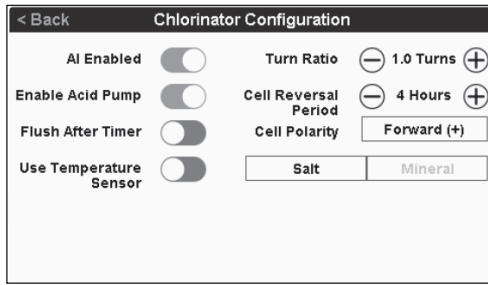 < Back Chlorinator Configuration
AI Enabled
Turn Ratio 1.0 Turns
Enable Acid Pump
Cell Reversal Period 4 Hours
Flush After Timer
Cell Polarity Forward (+)
Use Temperature Sensor
Salt Mineral